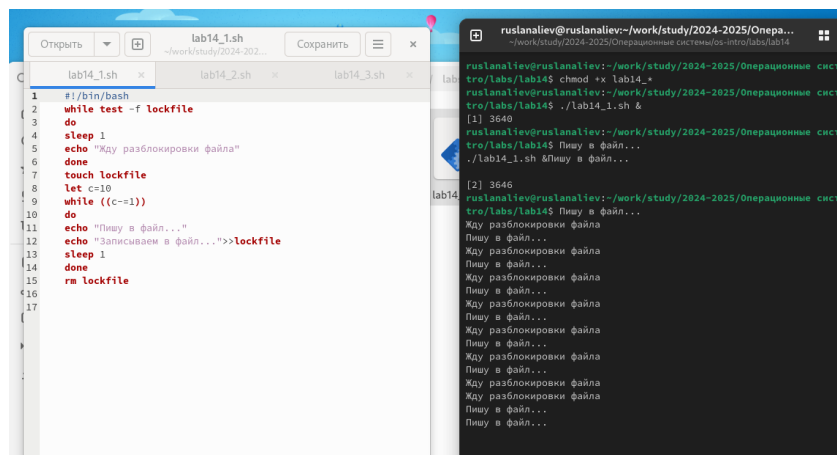 Открыть
lab14_1.sh
~/work/study/2024-202...
Сохранить
lab14_1.sh ×
lab14_2.sh ×
lab14_3.sh ×
1 #!/bin/bash
2 while test -f lockfile
3 do
4 sleep 1
5 echo "Жду разблокировки файла"
6 done
7 touch lockfile
8 let c=10
9 while ((c-=1))
10 do
11 echo "Пишу в файл..."
12 echo "Записываем в файл...">>lockfile
13 sleep 1
14 done
15 rm lockfile
16
17
lab14_
ruslanaliev@ruslanaliev:~/work/study/2024-2025/Опера...
~/work/study/2024-2025/Операционные системы/os-intro/labs/lab14
ruslanaliev@ruslanaliev:~/work/study/2024-2025/Операционные сист
tro/labs/lab14$ chmod +x lab14_*
ruslanaliev@ruslanaliev:~/work/study/2024-2025/Операционные сист
tro/labs/lab14$ ./lab14_1.sh &
[1] 3640
ruslanaliev@ruslanaliev:~/work/study/2024-2025/Операционные сист
tro/labs/lab14$ Пишу в файл...
./lab14_1.sh &Пишу в файл...
[2] 3646
ruslanaliev@ruslanaliev:~/work/study/2024-2025/Операционные сист
tro/labs/lab14$ Пишу в файл...
Жду разблокировки файла
Пишу в файл...
Жду разблокировки файла
Пишу в файл...
Жду разблокировки файла
Пишу в файл...
Жду разблокировки файла
Пишу в файл...
Жду разблокировки файла
Пишу в файл...
Жду разблокировки файла
Пишу в файл...
Жду разблокировки файла
Жду разблокировки файла
Пишу в файл...
Пишу в файл...